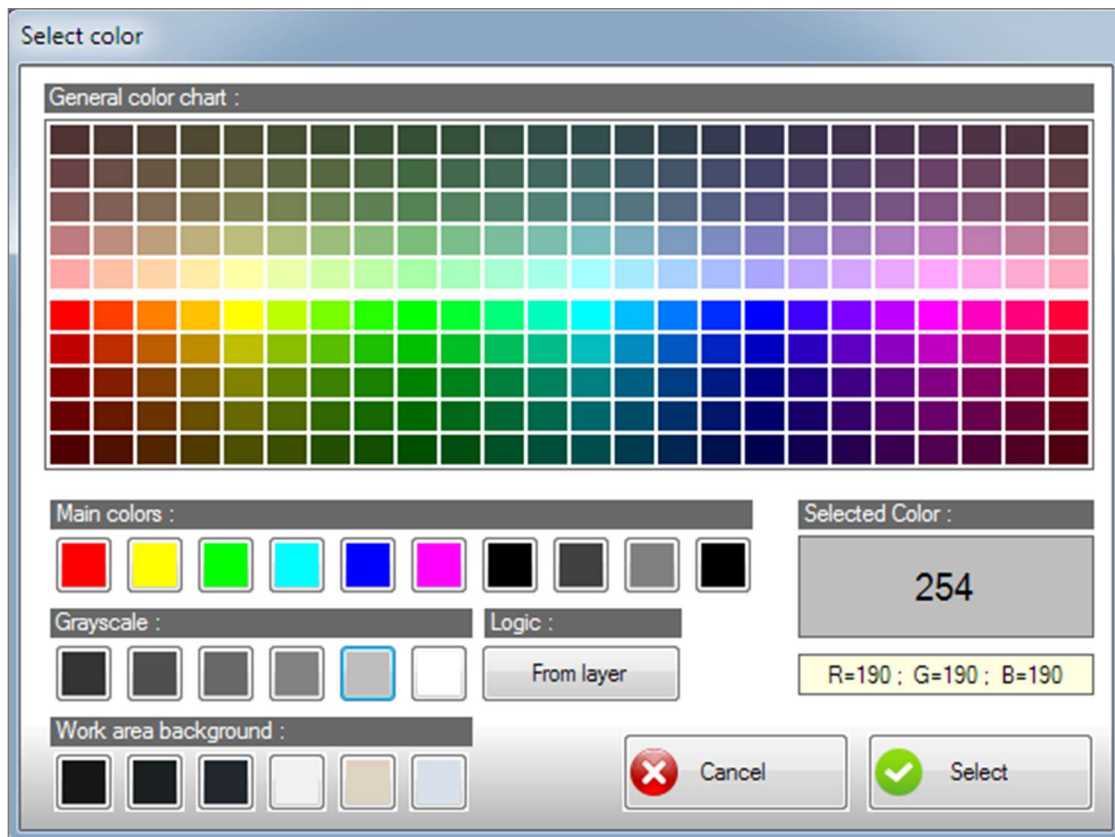 Select color
General color chart :
Main colors :
Selected Color :
254
Grayscale :
Logic :
From layer
R=190 ; G=190 ; B=190
Work area background :
Cancel
Select